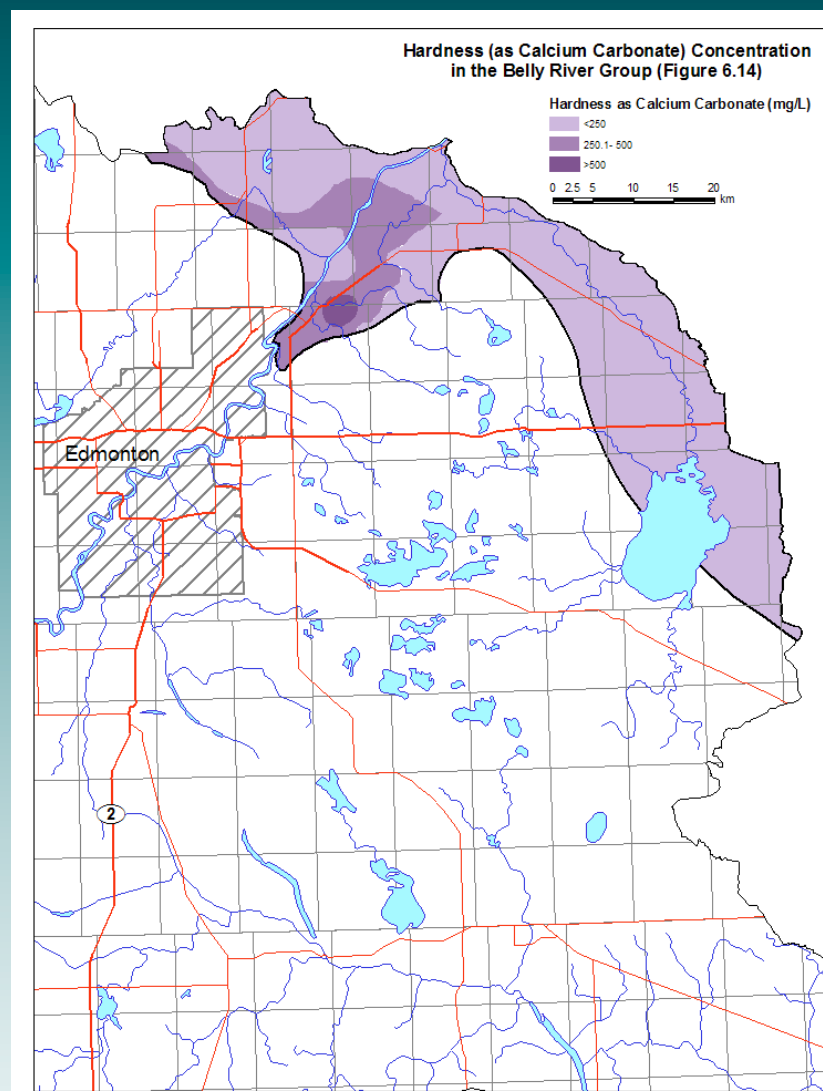 Hardness (as Calcium Carbonate) Concentration
in the Belly River Group (Figure 6.14)
Hardness as Calcium Carbonate (mg/L)
<250
250.1- 500
>500
0 2.5 5 10 15 20
km
Edmonton
2